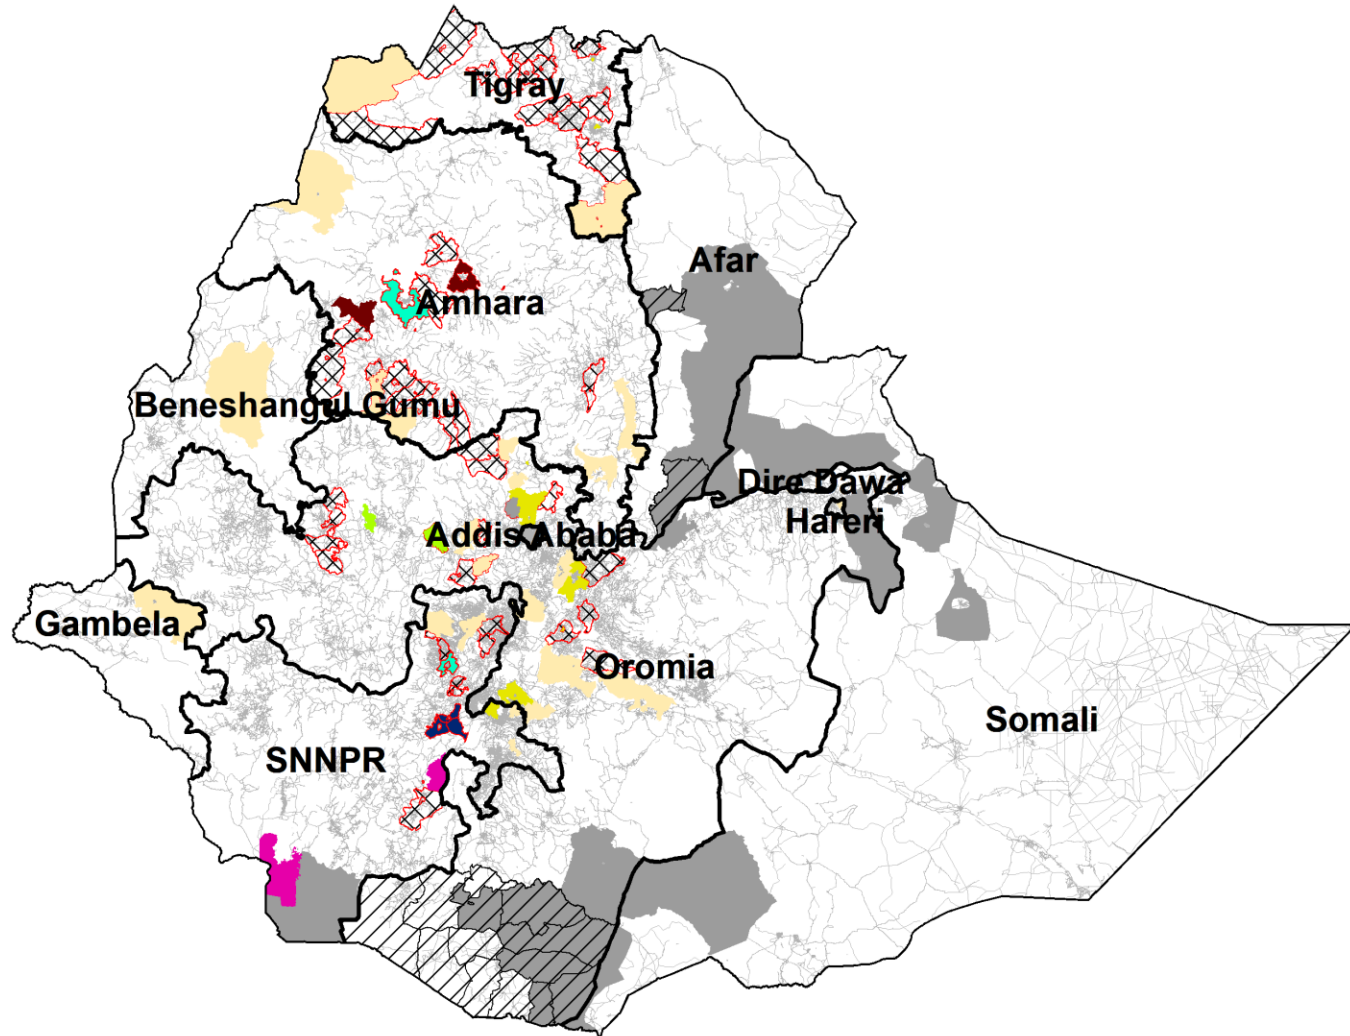 Tigray
Afar
Amhara
Beneshangul Gumu
Dire Dawa
Hareri
Addis Ababa
Gambela
Oromia
Somali
SNNPR